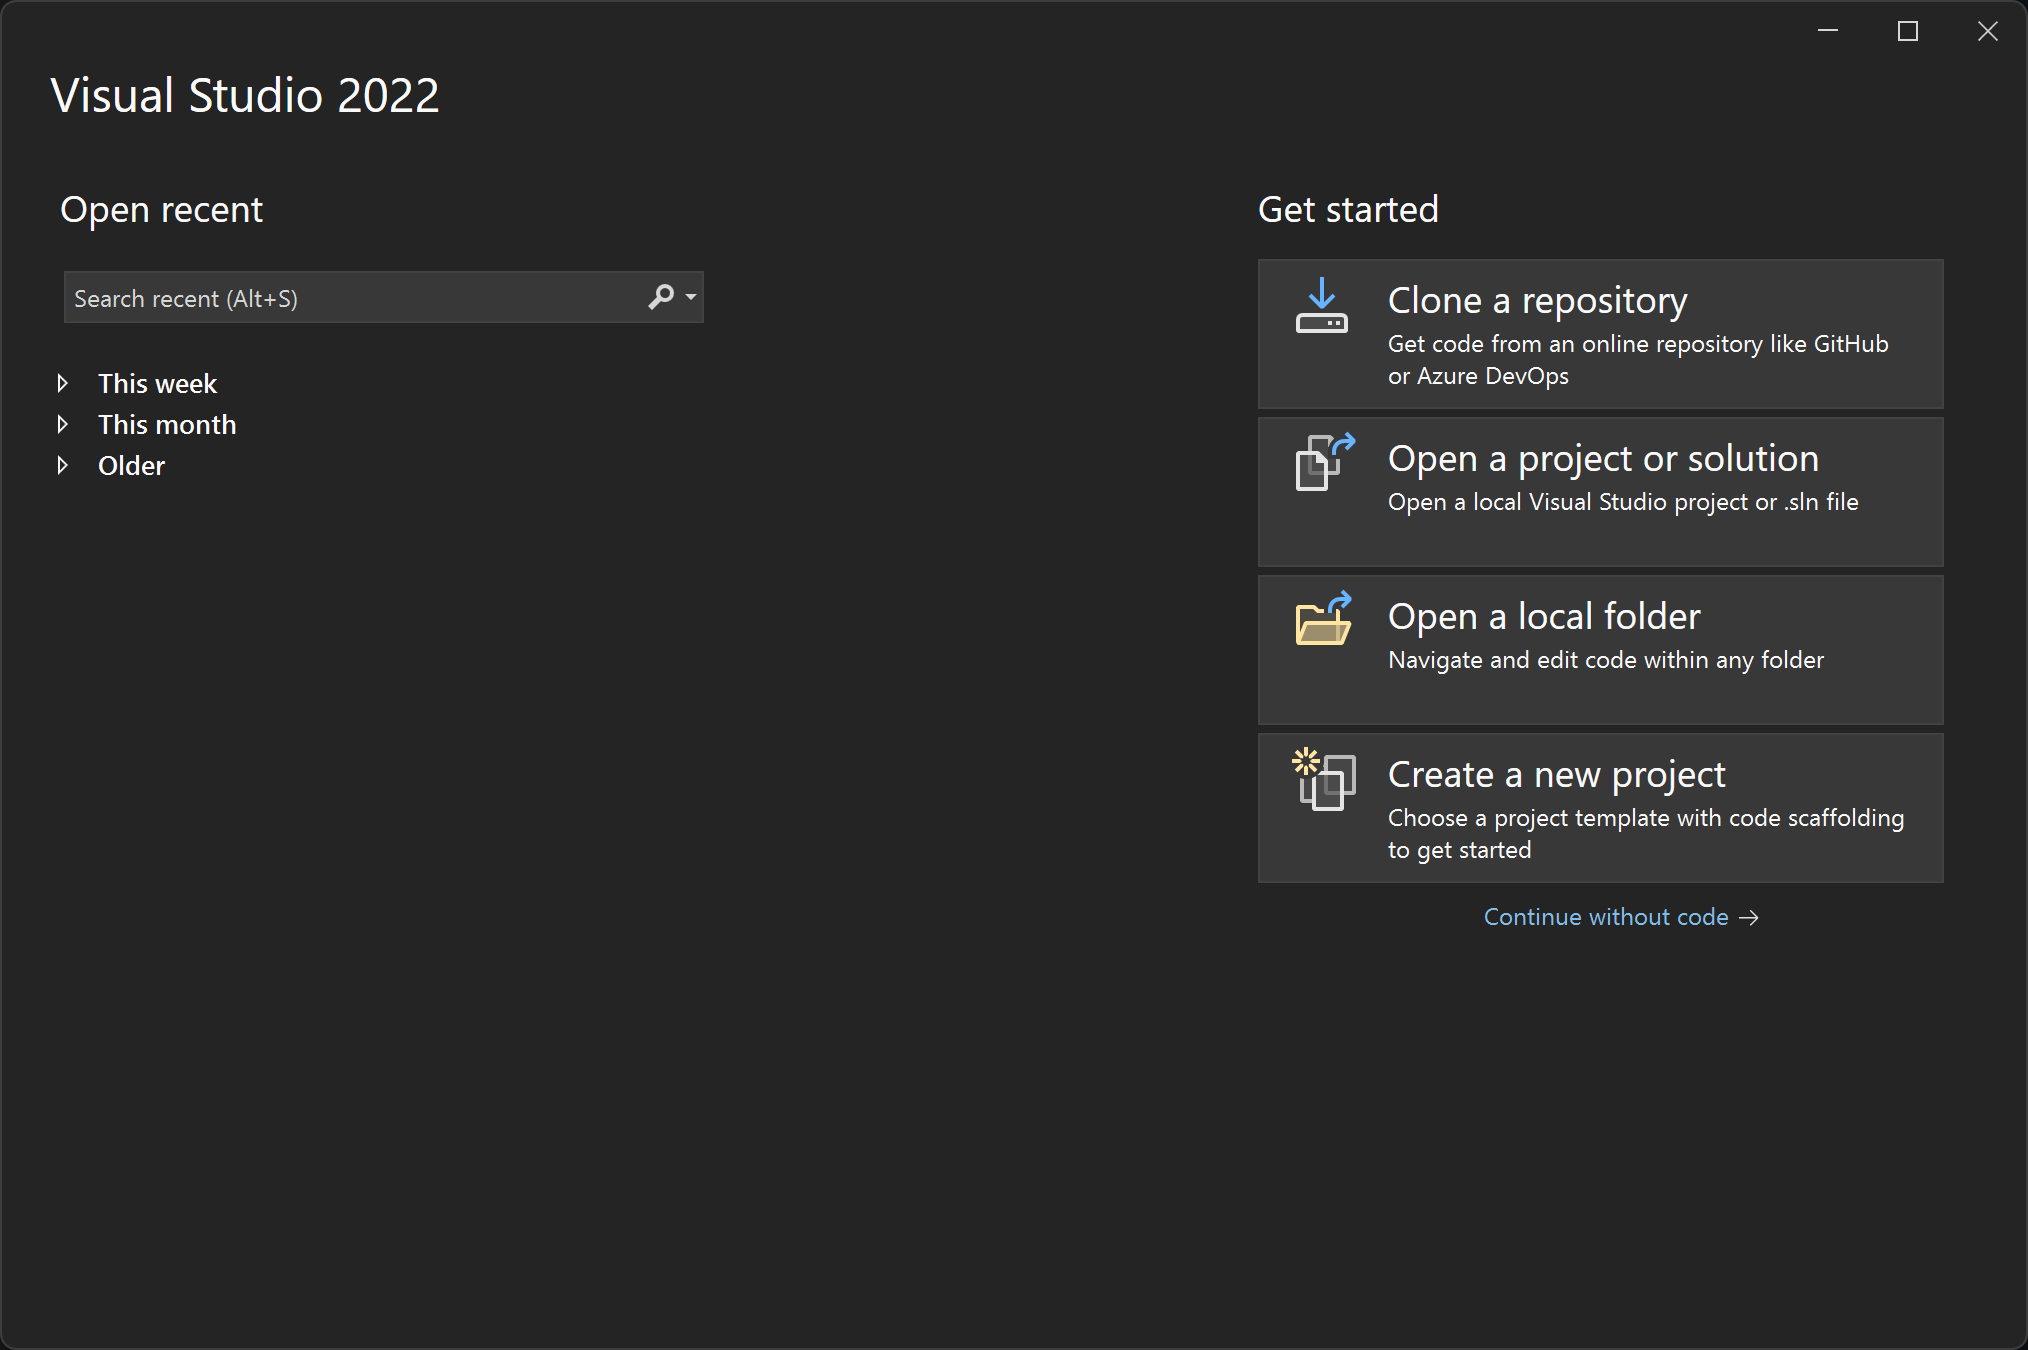 Visual Studio 2022
Open recent
Search recent (Alt+S)
This week
This month
Older
Get started
Clone a repository
Get code from an online repository like GitHub
or Azure DevOps
Open a project or solution
Open a local Visual Studio project or .sln file
Open a local folder
Navigate and edit code within any folder
Create a new project
Choose a project template with code scaffolding
to get started
Continue without code →